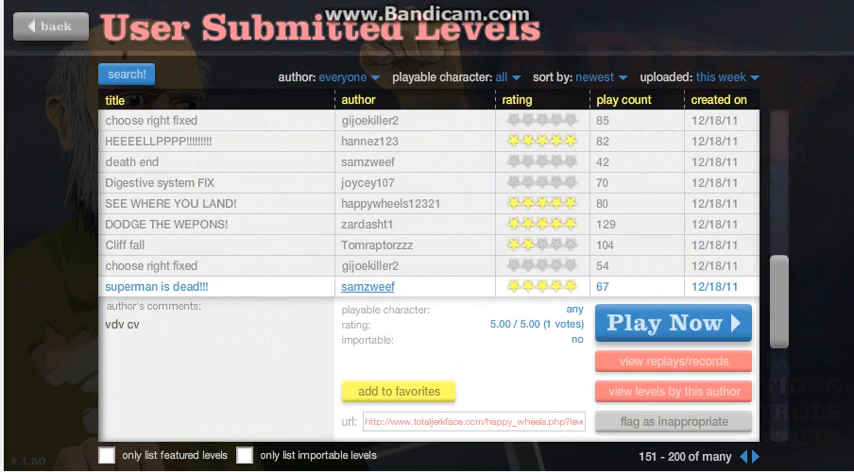 www.Bandicam.com
back
User Submitted Levels
search!
author: everyone playable character: all sort by: newest uploaded: this week
title author rating play count created on
choose right fixed gijoekiller2 85 12/18/11
HEEEELLPPPP!!!!!!!!! hannez123 82 12/18/11
death end samzweef 42 12/18/11
Digestive system FIX joycey107 70 12/18/11
SEE WHERE YOU LAND! happywheels12321 80 12/18/11
DODGE THE WEPONS! zardasht1 129 12/18/11
Cliff fall Tomraptorzzz 104 12/18/11
choose right fixed gijoekiller2 54 12/18/11
superman is dead!!! samzweef 67 12/18/11
author's comments:
vdv cv
playable character: any
rating: 5.00 / 5.00 (1 votes)
importable: no
Play Now
view replays/records
add to favorites
view levels by this author
url: http://www.totaljerkface.com/happy_wheels.php?leve
flag as inappropriate
only list featured levels only list importable levels
151 - 200 of many
v 1.50